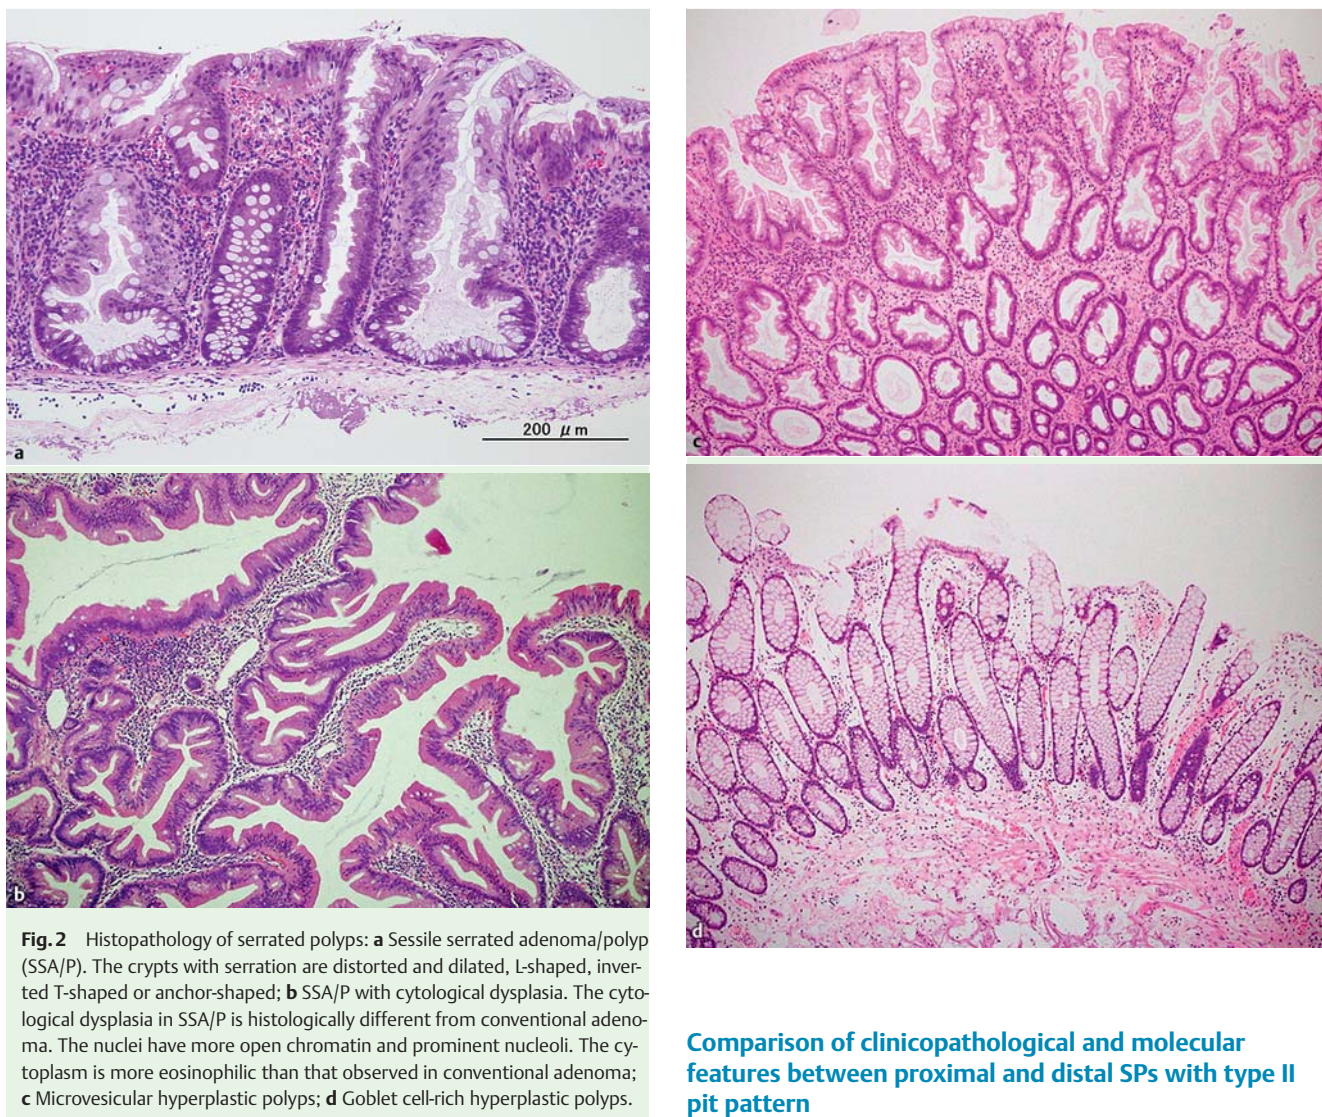 200 μm
a
b
c
d
Fig. 2 Histopathology of serrated polyps: a Sessile serrated adenoma/polyp
(SSA/P). The crypts with serration are distorted and dilated, L-shaped, inver-
ted T-shaped or anchor-shaped; b SSA/P with cytological dysplasia. The cyto-
logical dysplasia in SSA/P is histologically different from conventional adeno-
ma. The nuclei have more open chromatin and prominent nucleoli. The cy-
toplasm is more eosinophilic than that observed in conventional adenoma;
c Microvesicular hyperplastic polyps; d Goblet cell-rich hyperplastic polyps.
Comparison of clinicopathological and molecular
features between proximal and distal SPs with type II
pit pattern